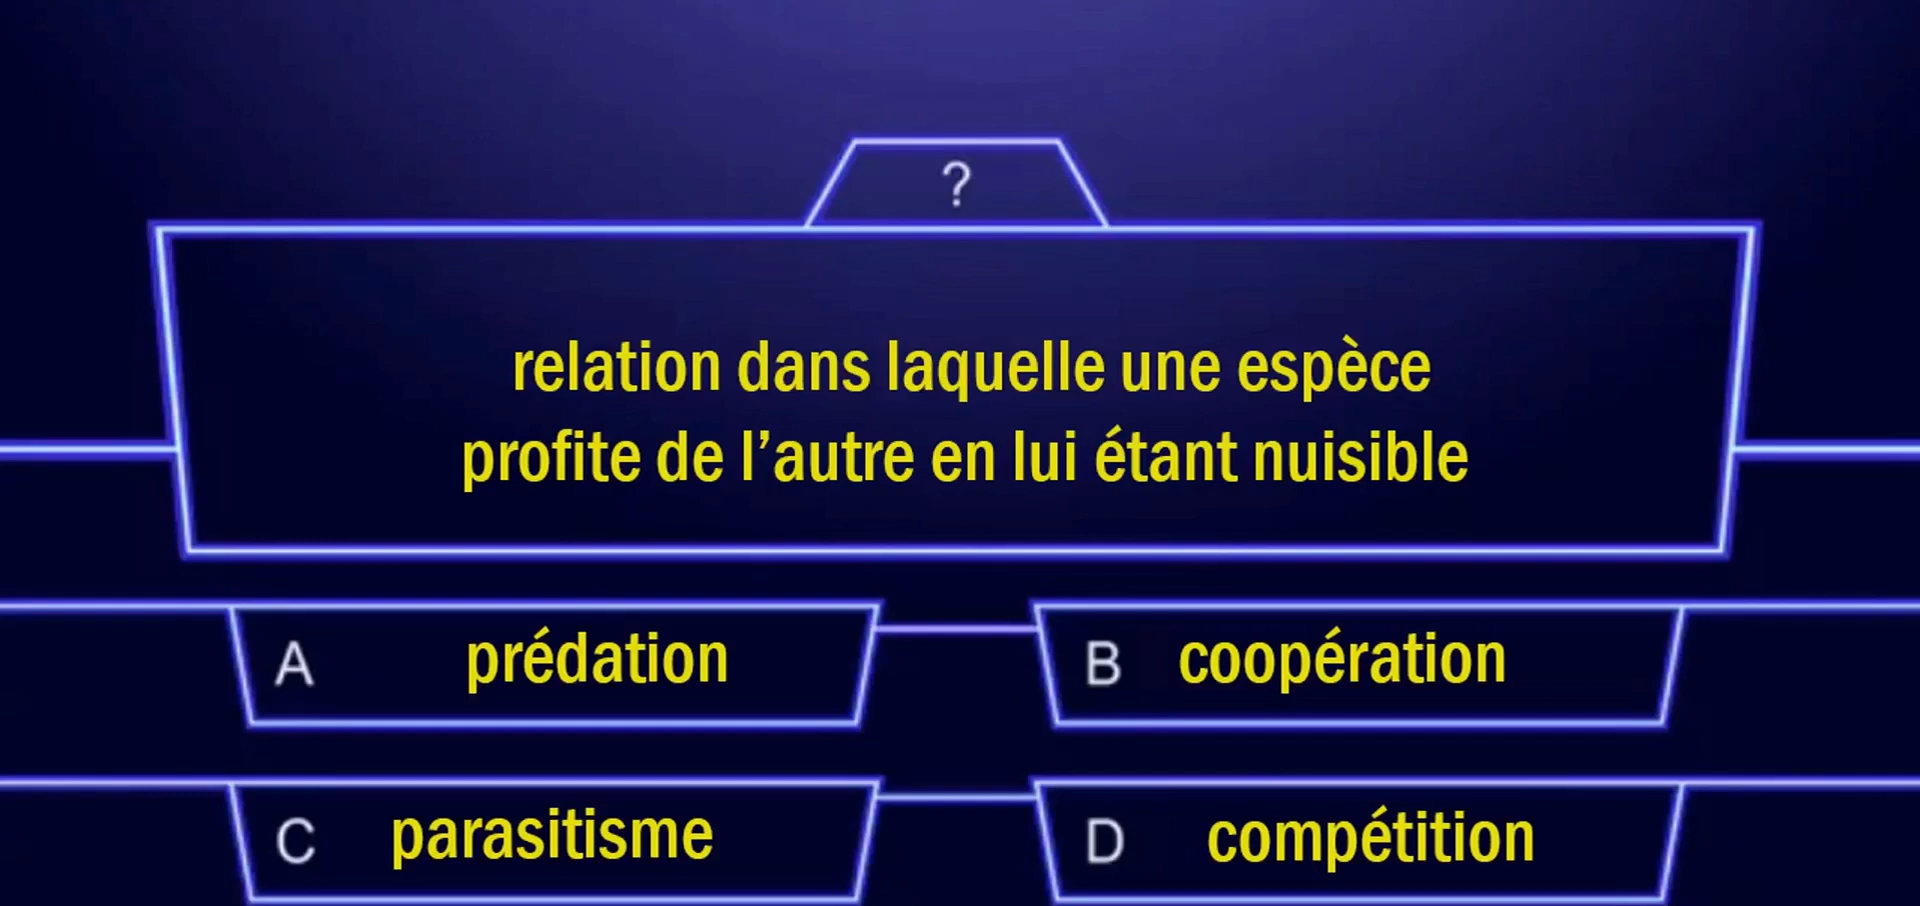 ?
relation dans laquelle une espèce
profite de l’autre en lui étant nuisible
A prédation
B coopération
C parasitisme
D compétition